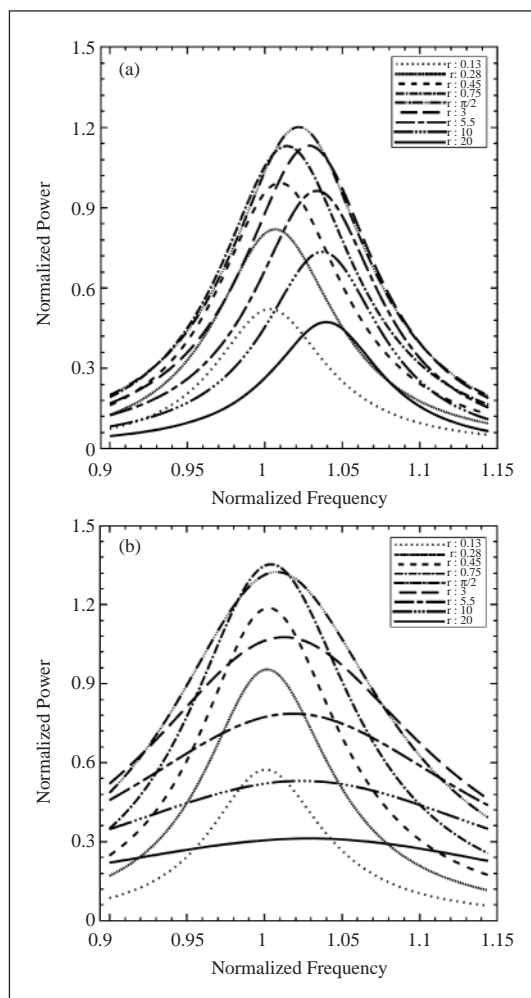 1.5
(a)
r : 0.13
r: 0.28
r : 0.45
r : 0.75
r : π/2
r : 3
r : 5.5
r : 10
r : 20
1.2
0.9
0.6
0.3
0
Normalized Power
0.9 0.95 1 1.05 1.1 1.15
Normalized Frequency
1.5
(b)
r : 0.13
r: 0.28
r : 0.45
r : 0.75
r : π/2
r : 3
r : 5.5
r : 10
r : 20
1.2
0.9
0.6
0.3
0
Normalized Power
0.9 0.95 1 1.05 1.1 1.15
Normalized Frequency